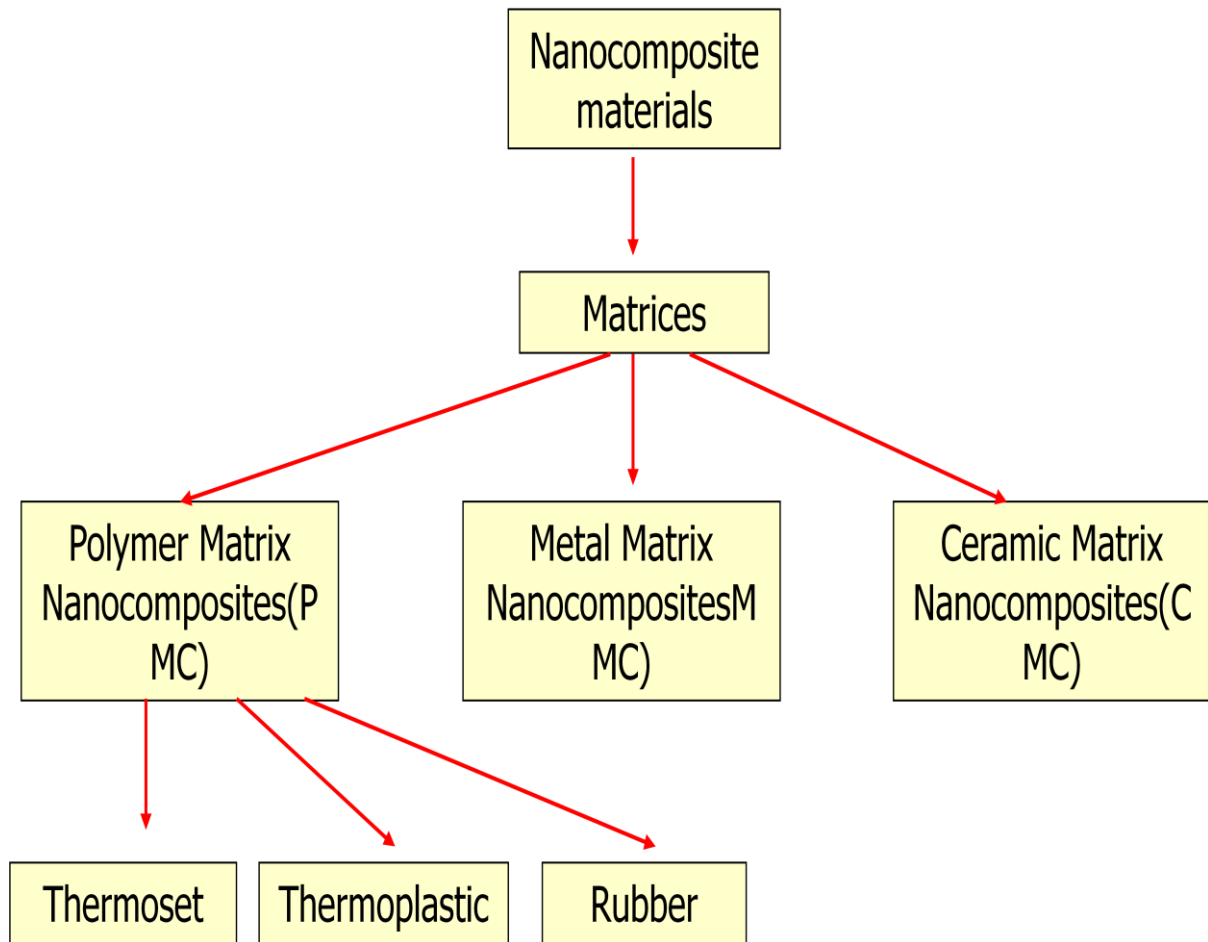 Nanocomposite
materials
Matrices
Polymer Matrix
Nanocomposites(P
MC)
Metal Matrix
NanocompositesM
MC)
Ceramic Matrix
Nanocomposites(C
MC)
Thermoset
Thermoplastic
Rubber